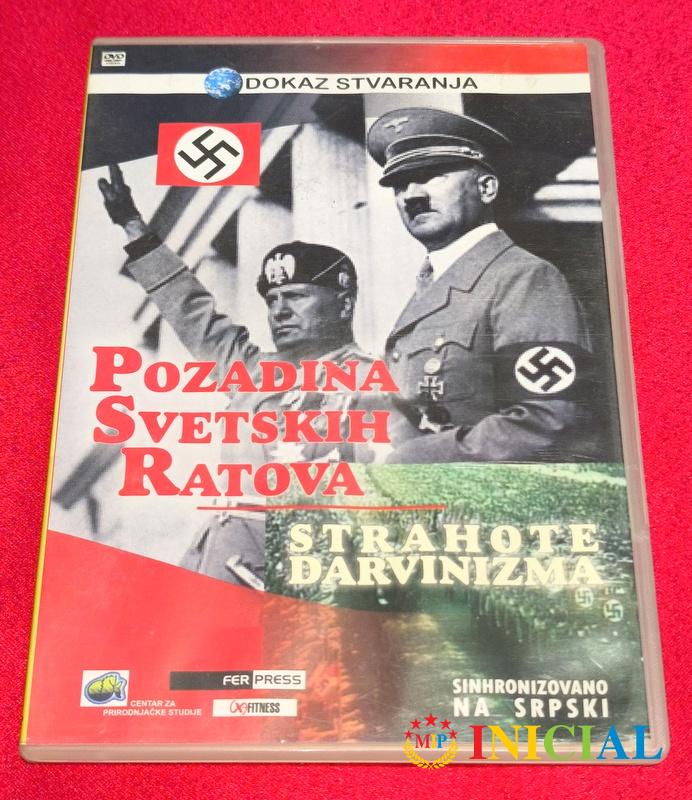 DVD
DOKAZ STVARANJA
POZADINA
SVETSKIH
RATOVA
STRAHOTE
DARVINIZMA
FER PRESS
CENTAR ZA
PRIRODNJAČKE STUDIJE
FITNESS
SINHRONIZOVANO
NA SRPSKI
MP INICIAL